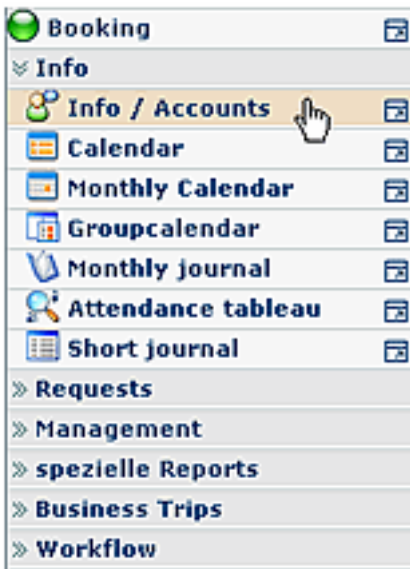 Booking
Info
Info / Accounts
Calendar
Monthly Calendar
Groupcalendar
Monthly journal
Attendance tableau
Short journal
Requests
Management
spezielle Reports
Business Trips
Workflow